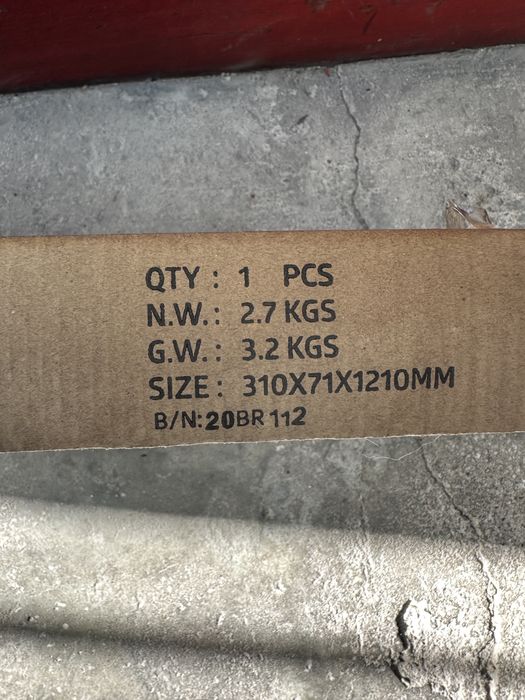 QTY : 1 PCS
N.W. : 2.7 KGS
G.W. : 3.2 KGS
SIZE : 310X71X1210MM
B/N:20BR 112